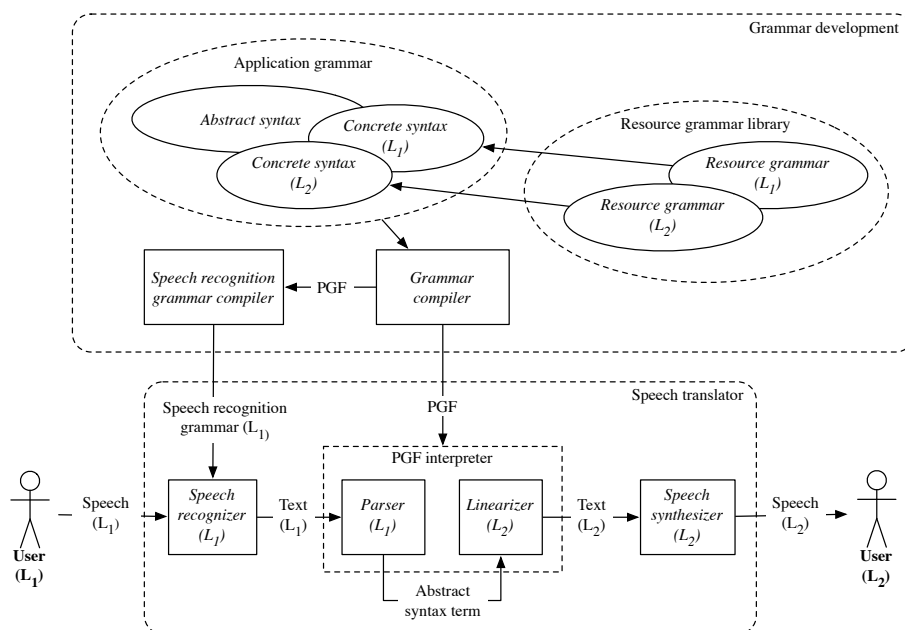 Grammar development
Application grammar
Abstract syntax
Concrete syntax
(L1)
Concrete syntax
(L2)
Resource grammar library
Resource grammar
(L1)
Resource grammar
(L2)
Speech recognition
grammar compiler
PGF
Grammar
compiler
Speech translator
Speech recognition
grammar (L1)
PGF
PGF interpreter
User
(L1)
Speech
(L1)
Speech
recognizer
(L1)
Text
(L1)
Parser
(L1)
Linearizer
(L2)
Text
(L2)
Speech
synthesizer
(L2)
Speech
(L2)
User
(L2)
Abstract
syntax term